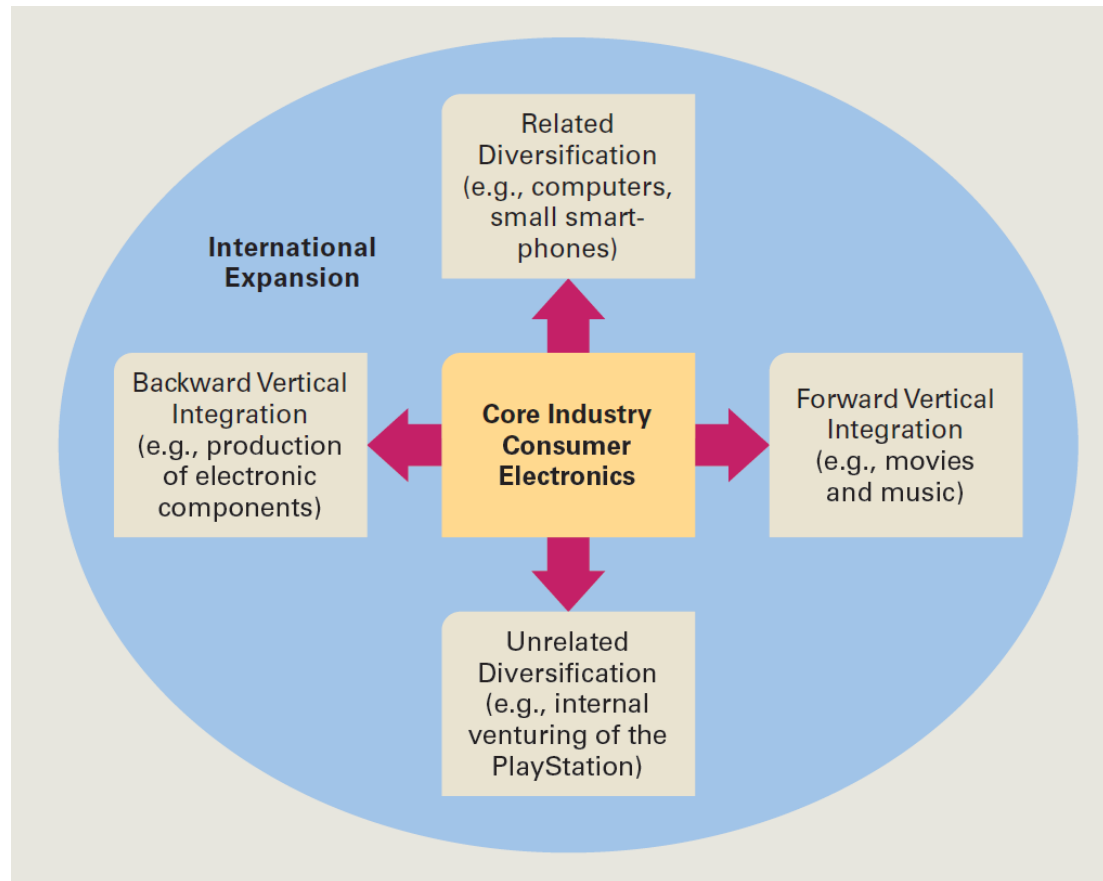 Related
Diversification
(e.g., computers,
small smart-
phones)
International
Expansion
Backward Vertical
Integration
(e.g., production
of electronic
components)
Core Industry
Consumer
Electronics
Forward Vertical
Integration
(e.g., movies
and music)
Unrelated
Diversification
(e.g., internal
venturing of the
PlayStation)